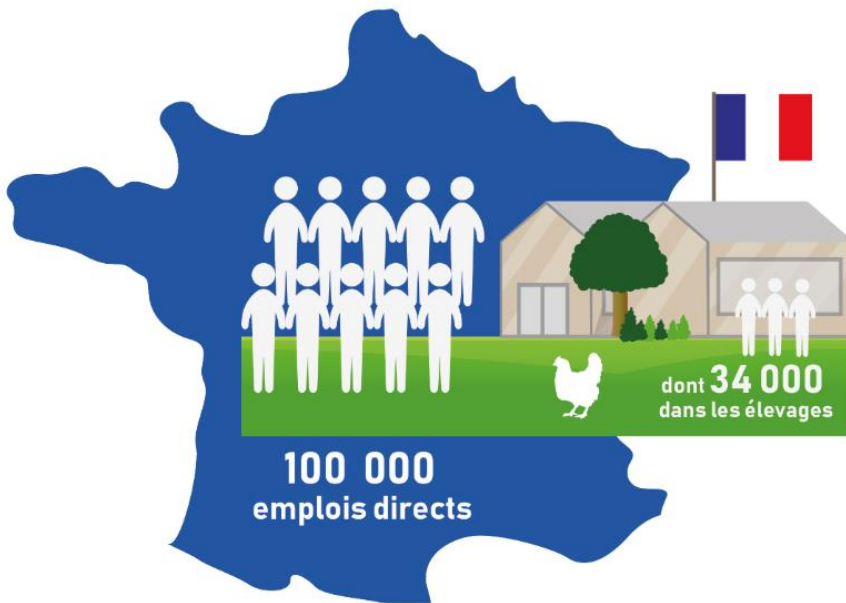 dont 34 000
dans les élevages
100 000
emplois directs